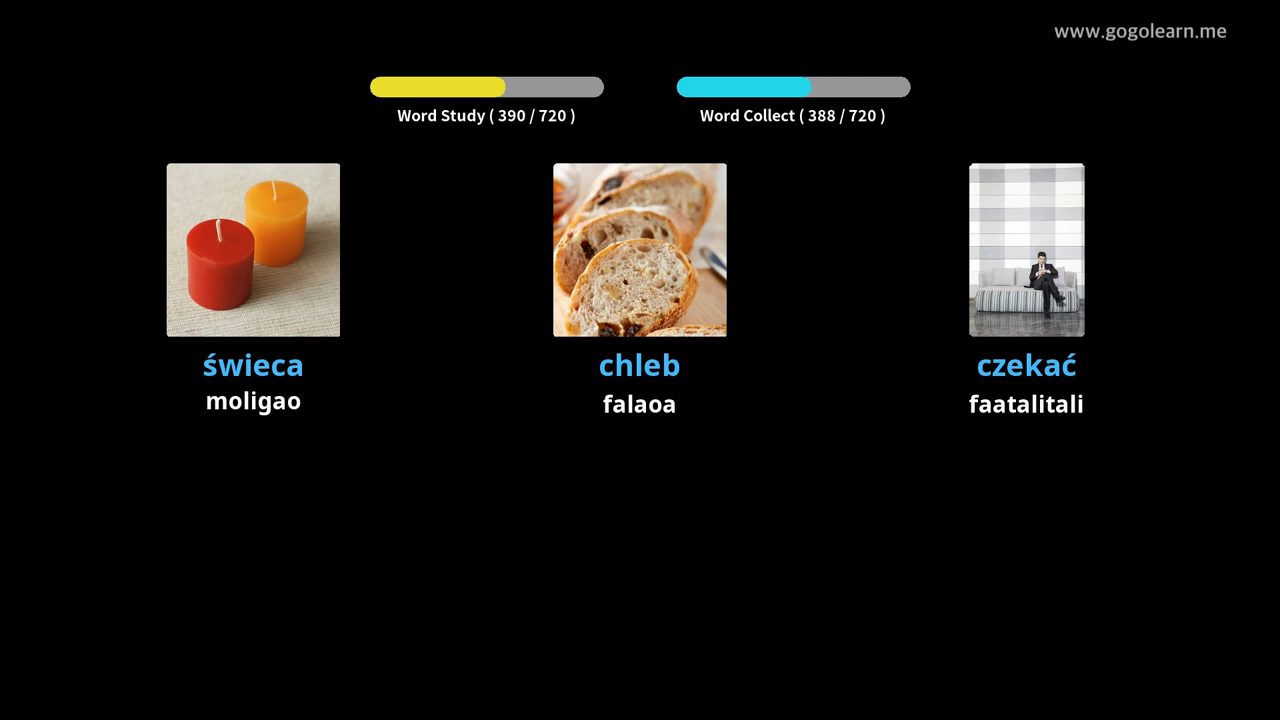 www.gogolearn.me
Word Study ( 390 / 720 )
Word Collect ( 388 / 720 )
świeca
moligao
chleb
falaoa
czekać
faatalitali